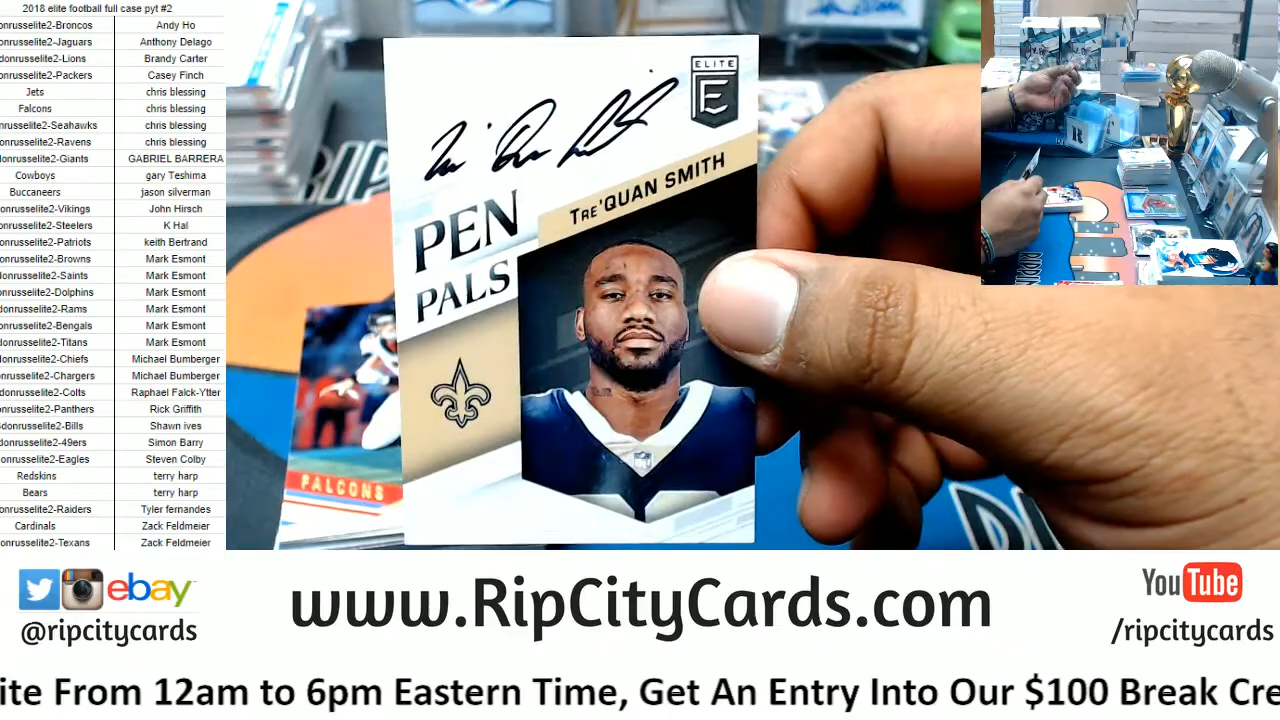 2018 elite football full case pyt #2
onrusselite2-Broncos Andy Ho
onrusselite2-Jaguars Anthony Delago
donrusselite2-Lions Brandy Carter
onrusselite2-Packers Casey Finch
Jets chris blessing
Falcons chris blessing
nrusselite2-Seahawks chris blessing
onrusselite2-Ravens chris blessing
donrusselite2-Giants GABRIEL BARRERA
Cowboys gary Teshima
Buccaneers jason silverman
onrusselite2-Vikings John Hirsch
onrusselite2-Steelers K Hal
onrusselite2-Patriots keith Bertrand
onrusselite2-Browns Mark Esmont
donrusselite2-Saints Mark Esmont
onrusselite2-Dolphins Mark Esmont
donrusselite2-Rams Mark Esmont
onrusselite2-Bengals Mark Esmont
donrusselite2-Titans Mark Esmont
donrusselite2-Chiefs Michael Bumberger
onrusselite2-Chargers Michael Bumberger
donrusselite2-Colts Raphael Falck-Ytter
onrusselite2-Panthers Rick Griffith
donrusselite2-Bills Shawn ives
donrusselite2-49ers Simon Barry
onrusselite2-Eagles Steven Colby
Redskins terry harp
Bears terry harp
onrusselite2-Raiders Tyler fernandes
Cardinals Zack Feldmeier
onrusselite2-Texans Zack Feldmeier
ELITE
E
TRE'QUAN SMITH
PEN
PALS
NFL
FALCONS
RIP
R
ebay
@ripcitycards
www.RipCityCards.com
YouTube
/ripcitycards
ite From 12am to 6pm Eastern Time, Get An Entry Into Our $100 Break Cre